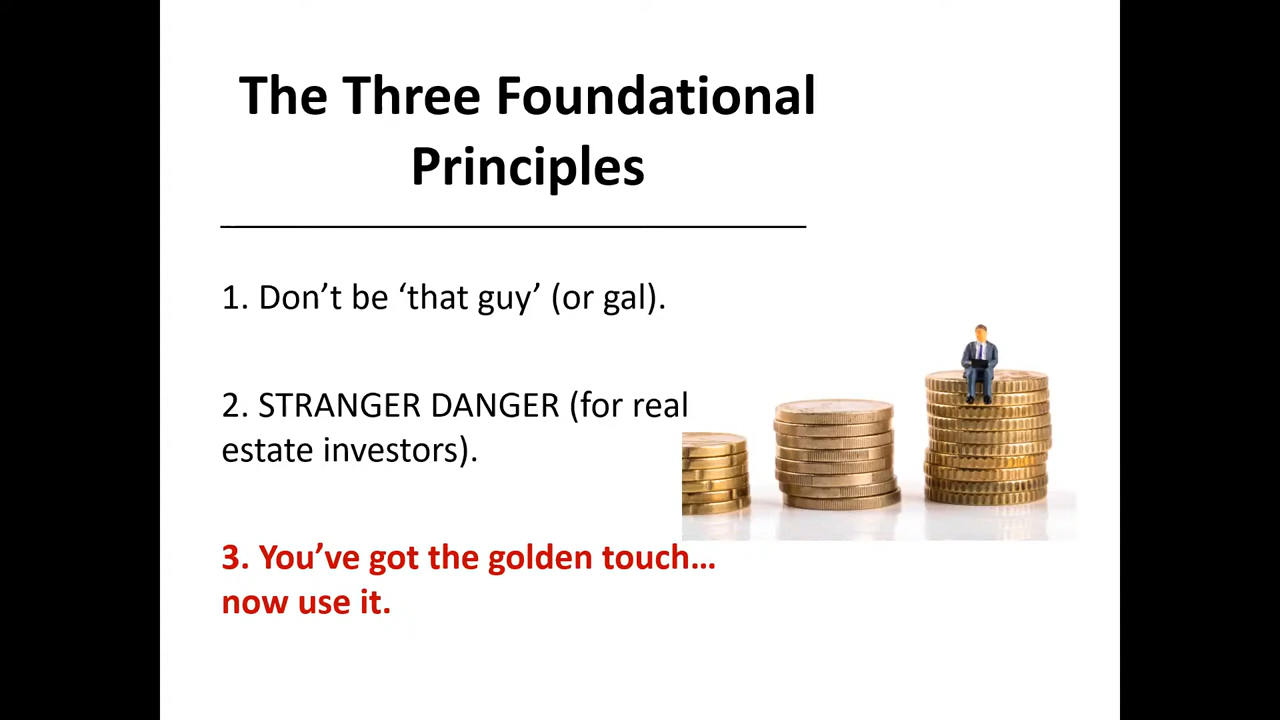 The Three Foundational
Principles
1. Don’t be ‘that guy’ (or gal).
2. STRANGER DANGER (for real
estate investors).
3. You’ve got the golden touch…
now use it.